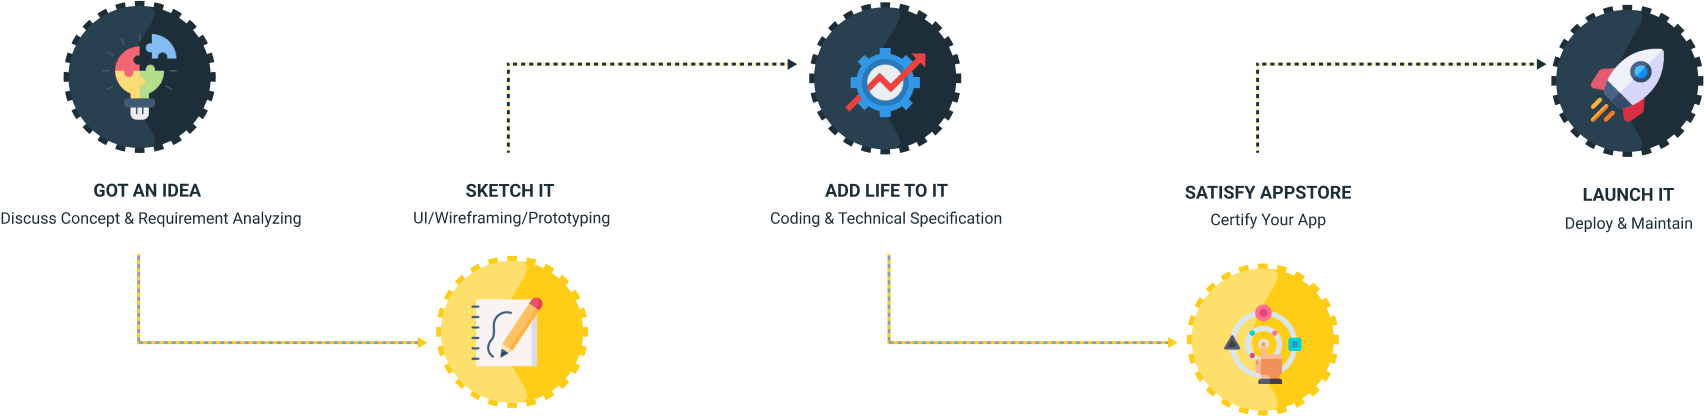 GOT AN IDEA
Discuss Concept & Requirement Analyzing
SKETCH IT
UI/Wireframing/Prototyping
ADD LIFE TO IT
Coding & Technical Specification
SATISFY APPSTORE
Certify Your App
LAUNCH IT
Deploy & Maintain